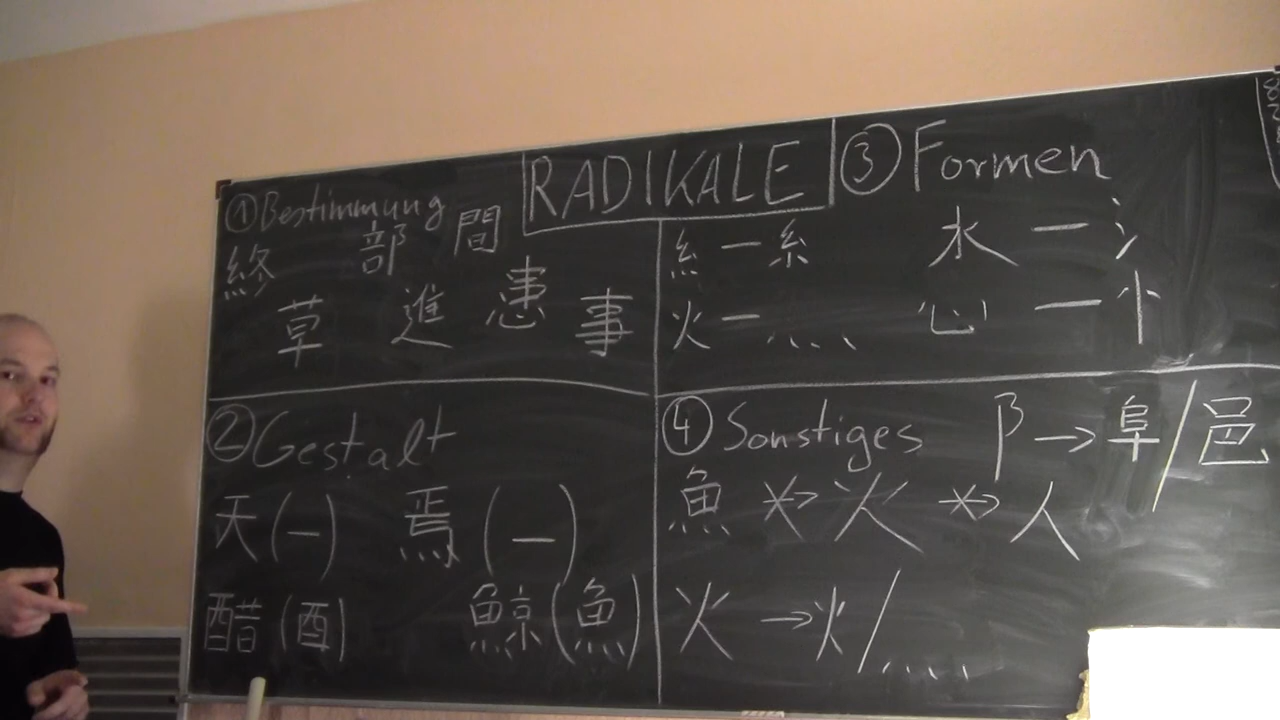 RADIKALE
① Bestimmung
終 部 間
草 進 患 事
② Gestalt
天 (一) 焉 (一)
醋 (酉) 鯨 (魚)
③ Formen
糹 — 糸 水 — 氵
火 — 灬 心 — 忄
④ Sonstiges 阝 → 阜 / 邑
魚 *> 火 *> 人
火 → 火 / 灬